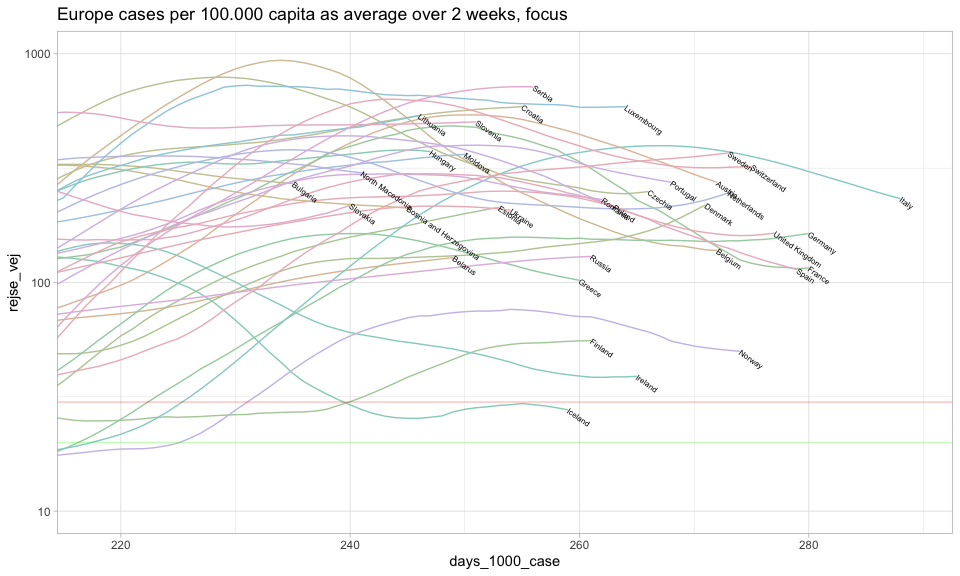 Europe cases per 100.000 capita as average over 2 weeks, focus
1000
100
10
rejse_vej
Serbia
Luxembourg
Croatia
Lithuania
Slovenia
Hungary
Moldova
Sweden
Switzerland
Bulgaria
North Macedonia
Portugal
Austria
Netherlands
Italy
Slovakia
Bosnia and Herzegovina
Estonia
Ukraine
Romania
Poland
Czechia
Denmark
United Kingdom
Germany
Belarus
Russia
Belgium
Spain
France
Greece
Norway
Finland
Ireland
Iceland
220
240
260
280
days_1000_case